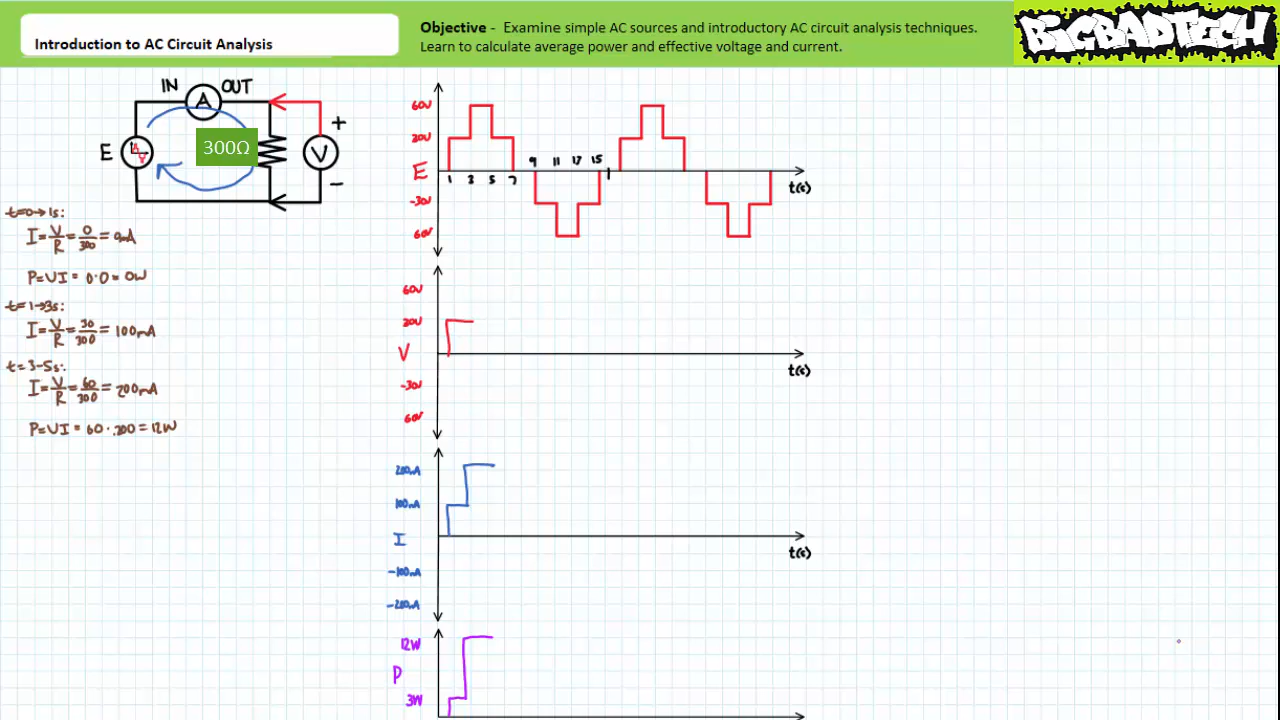 Introduction to AC Circuit Analysis
Objective - Examine simple AC sources and introductory AC circuit analysis techniques.
Learn to calculate average power and effective voltage and current.
BIGBADTECH
IN A OUT
E 300Ω V + -
t=0→1s:
I=V/R=0/300=0mA
P=VI=0·0=0W
t=1→3s:
I=V/R=30/300=100mA
t=3-5s:
I=V/R=60/300=200mA
P=VI=60·.200=12W
60V
30V
E
-30V
60V
1 3 5 7 9 11 13 15
t(s)
60V
30V
V
-30V
60V
t(s)
200mA
100mA
I
-100mA
-200mA
t(s)
12W
P
3W